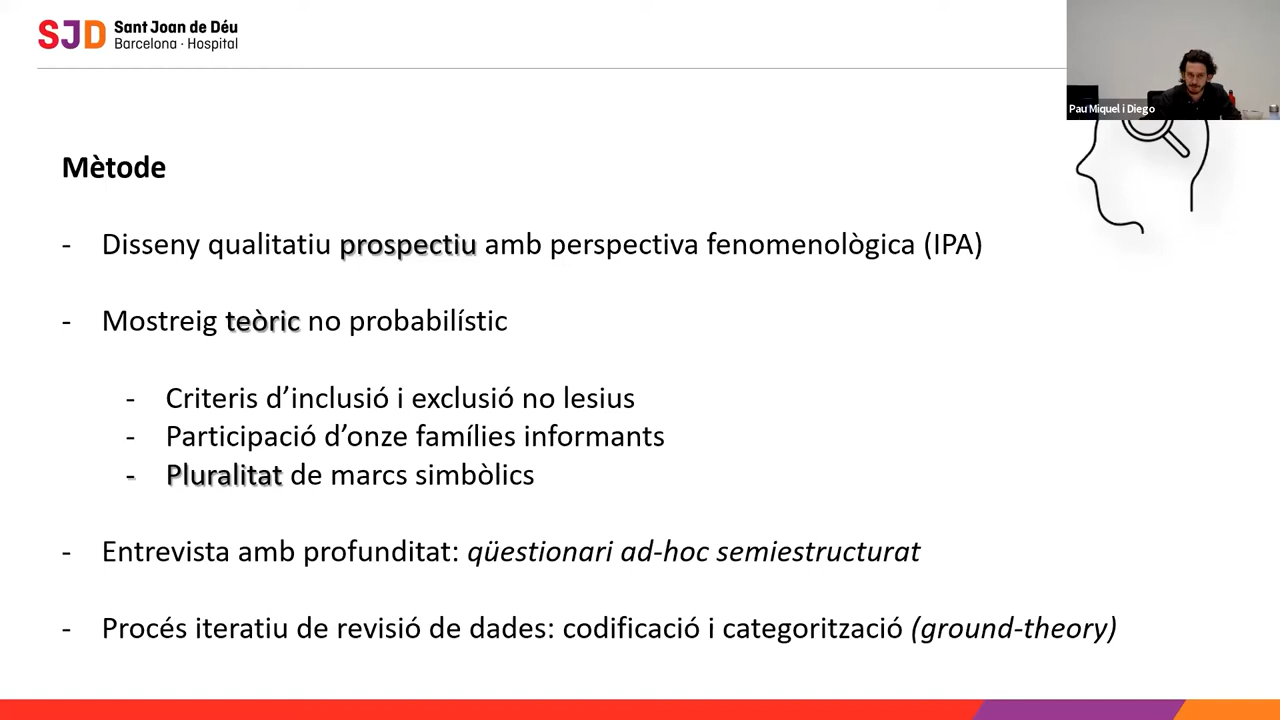 SJD Sant Joan de Déu
Barcelona · Hospital
Pau Miquel i Diego
Mètode
- Disseny qualitatiu prospectiu amb perspectiva fenomenològica (IPA)
- Mostreig teòric no probabilístic
- Criteris d’inclusió i exclusió no lesius
- Participació d’onze famílies informants
- Pluralitat de marcs simbòlics
- Entrevista amb profunditat: qüestionari ad-hoc semiestructurat
- Procés iteratiu de revisió de dades: codificació i categorització (ground-theory)